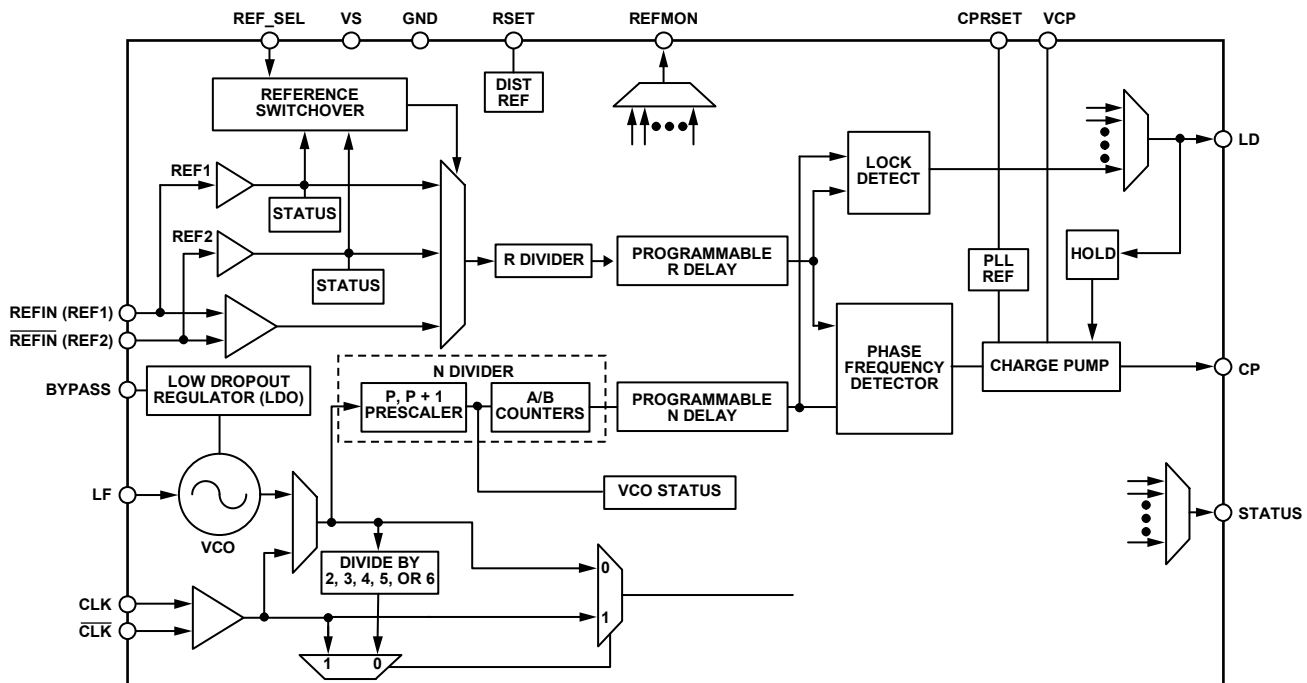 REF_SEL
VS
GND
RSET
REFMON
CPRSET
VCP
DIST
REF
REFERENCE
SWITCHOVER
LD
LOCK
DETECT
REF1
STATUS
REF2
STATUS
R DIVIDER
PROGRAMMABLE
R DELAY
PLL
REF
HOLD
REFIN (REF1)
REFIN (REF2)
N DIVIDER
PHASE
FREQUENCY
DETECTOR
CHARGE PUMP
CP
BYPASS
LOW DROPOUT
REGULATOR (LDO)
P, P + 1
PRESCALER
A/B
COUNTERS
PROGRAMMABLE
N DELAY
LF
VCO
VCO STATUS
STATUS
DIVIDE BY
2, 3, 4, 5, OR 6
0
CLK
CLK
1
1
0